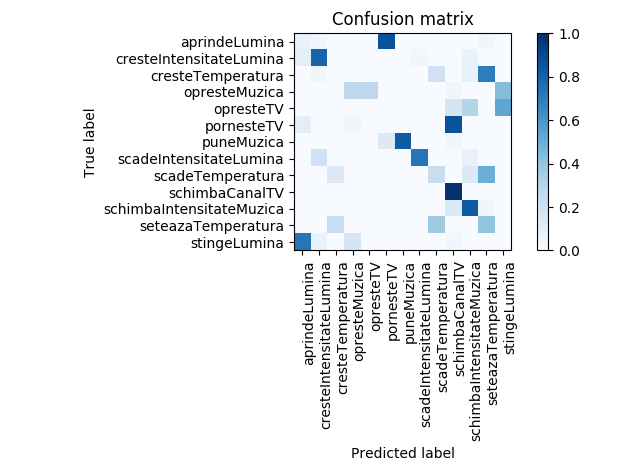 Confusion matrix
True label
aprindeLumina
cresteIntensitateLumina
cresteTemperatura
opresteMuzica
opresteTV
pornesteTV
puneMuzica
scadeIntensitateLumina
scadeTemperatura
schimbaCanalTV
schimbaIntensitateMuzica
seteazaTemperatura
stingeLumina
aprindeLumina
cresteIntensitateLumina
cresteTemperatura
opresteMuzica
opresteTV
pornesteTV
puneMuzica
scadeIntensitateLumina
scadeTemperatura
schimbaCanalTV
schimbaIntensitateMuzica
seteazaTemperatura
stingeLumina
Predicted label
1.0
0.8
0.6
0.4
0.2
0.0